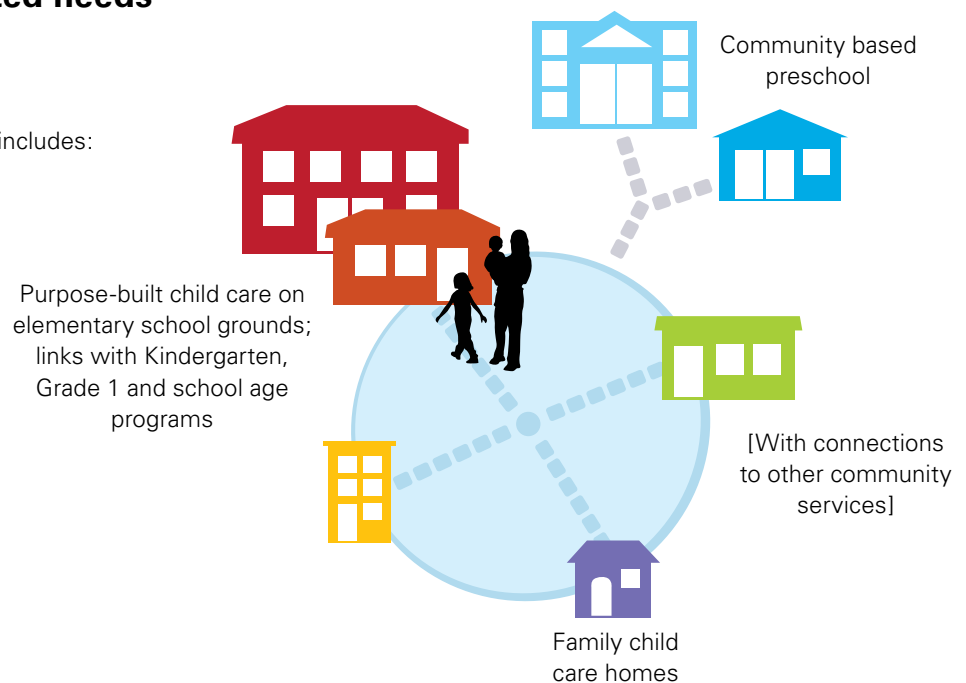 needs
Community based
preschool
includes:
Purpose-built child care on
elementary school grounds;
links with Kindergarten,
Grade 1 and school age
programs
[With connections
to other community
services]
Family child
care homes